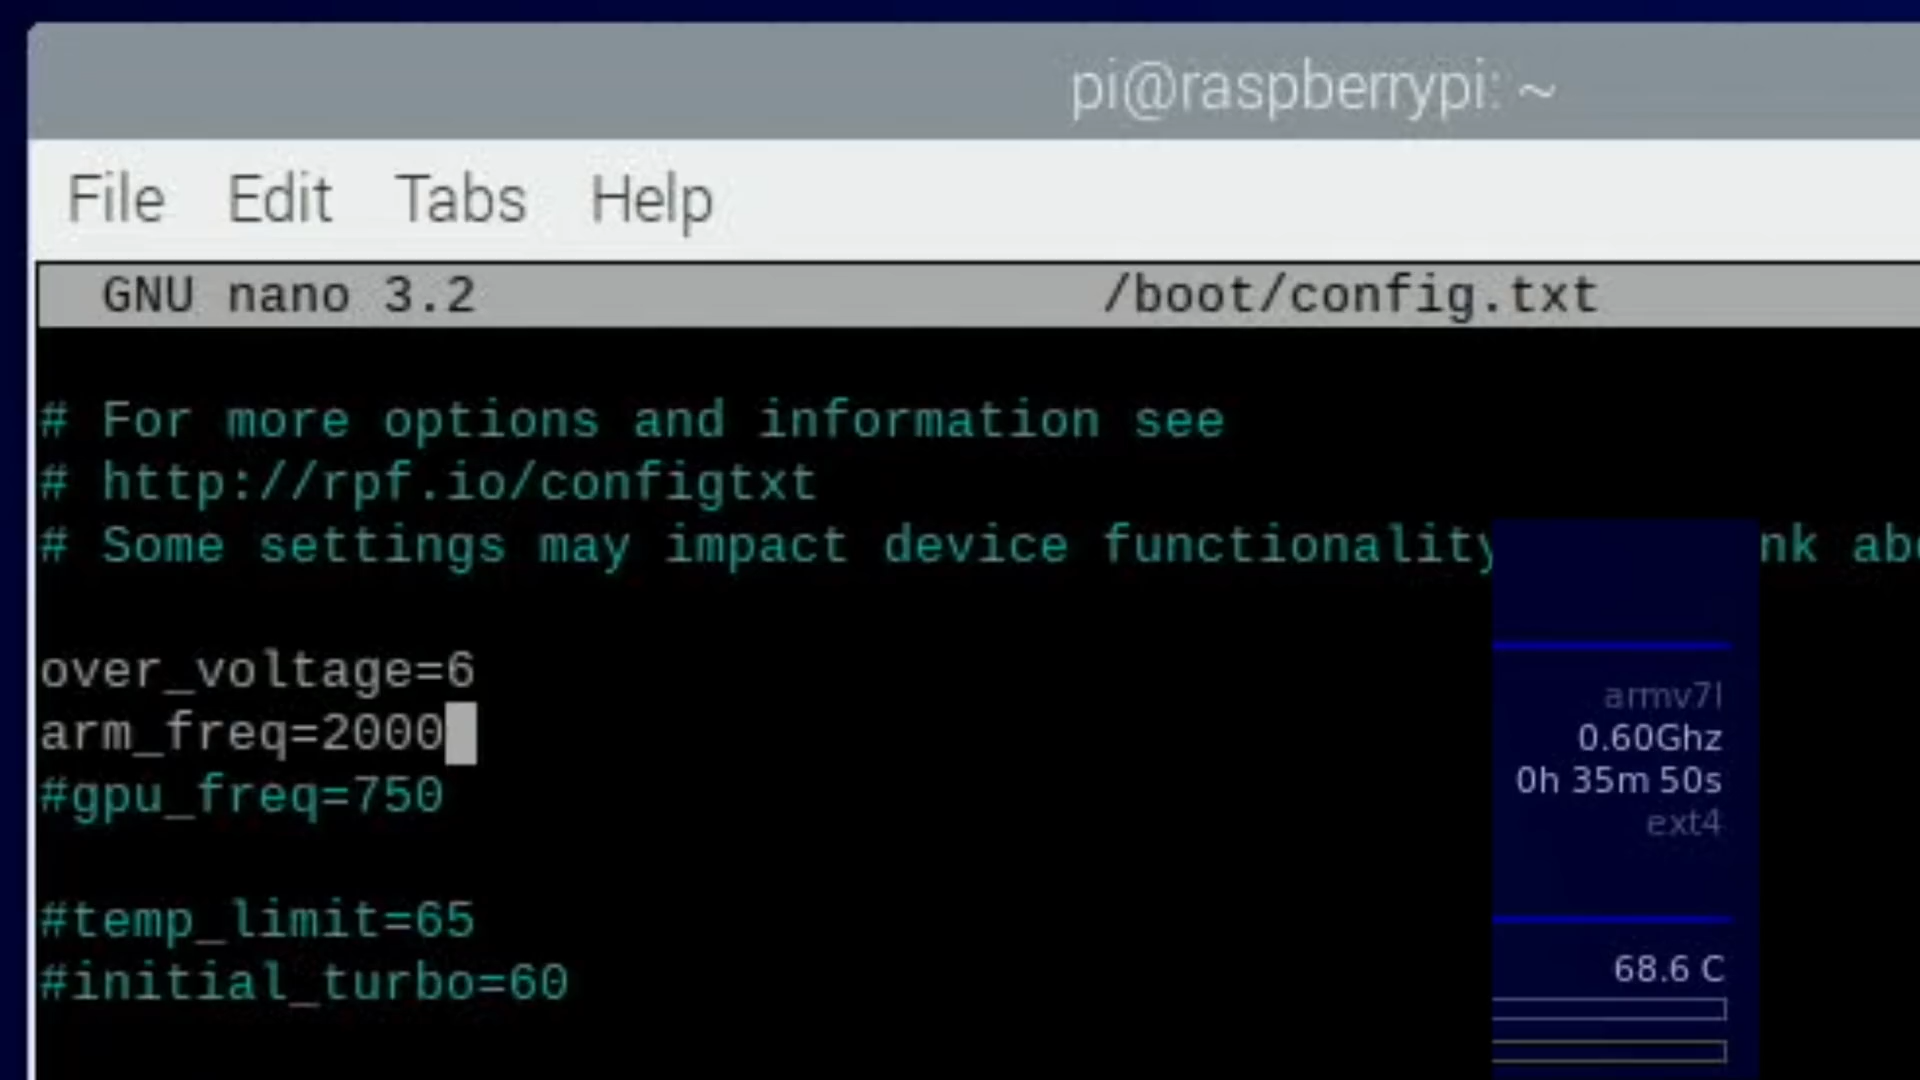 pi@raspberrypi: ~
File Edit Tabs Help
GNU nano 3.2 /boot/config.txt
# For more options and information see
# http://rpf.io/configtxt
# Some settings may impact device functionality
over_voltage=6
arm_freq=2000
#gpu_freq=750
#temp_limit=65
#initial_turbo=60
armv7l
0.60Ghz
0h 35m 50s
ext4
68.6 C